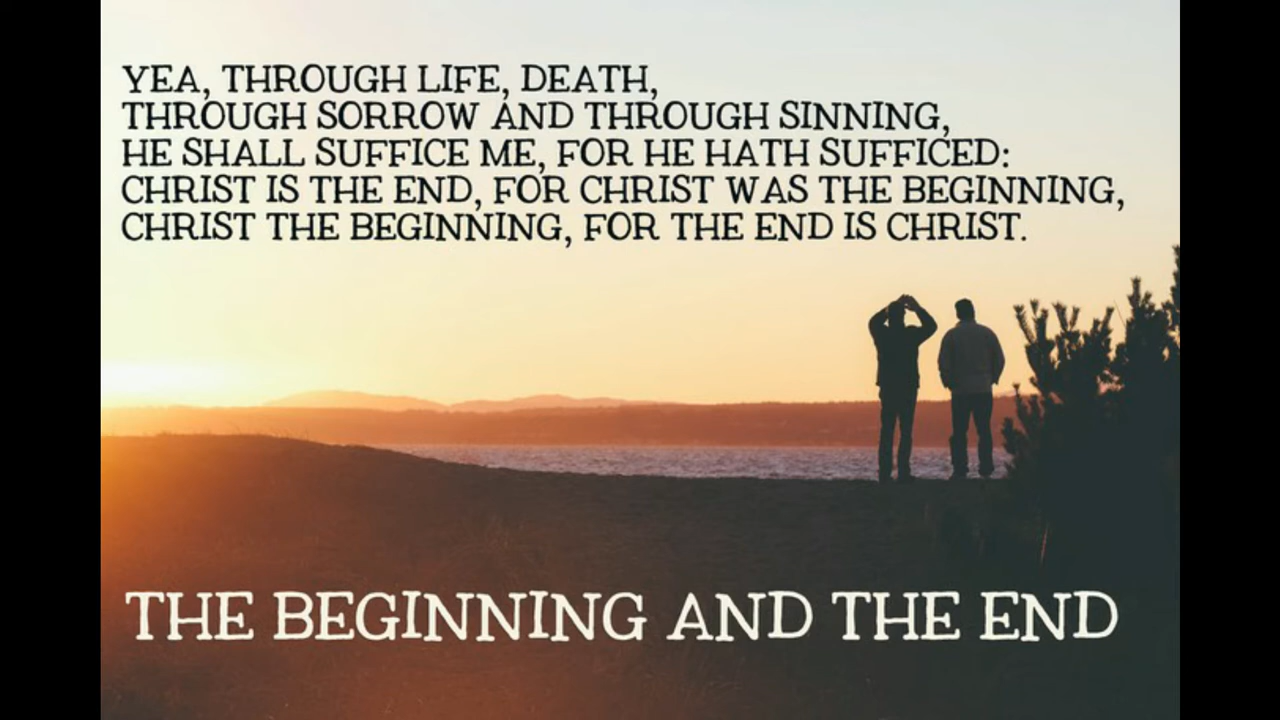 YEA, THROUGH LIFE, DEATH,
THROUGH SORROW AND THROUGH SINNING,
HE SHALL SUFFICE ME, FOR HE HATH SUFFICED:
CHRIST IS THE END, FOR CHRIST WAS THE BEGINNING,
CHRIST THE BEGINNING, FOR THE END IS CHRIST.
THE BEGINNING AND THE END